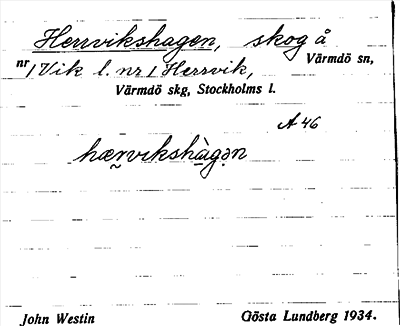 Herrvikshagen, skog å
nr 1 Vik l. nr 1 Herrvik, Värmdö sn,
Värmdö skg, Stockholms l.
A 46
hærvikshàgən
John Westin Gösta Lundberg 1934.